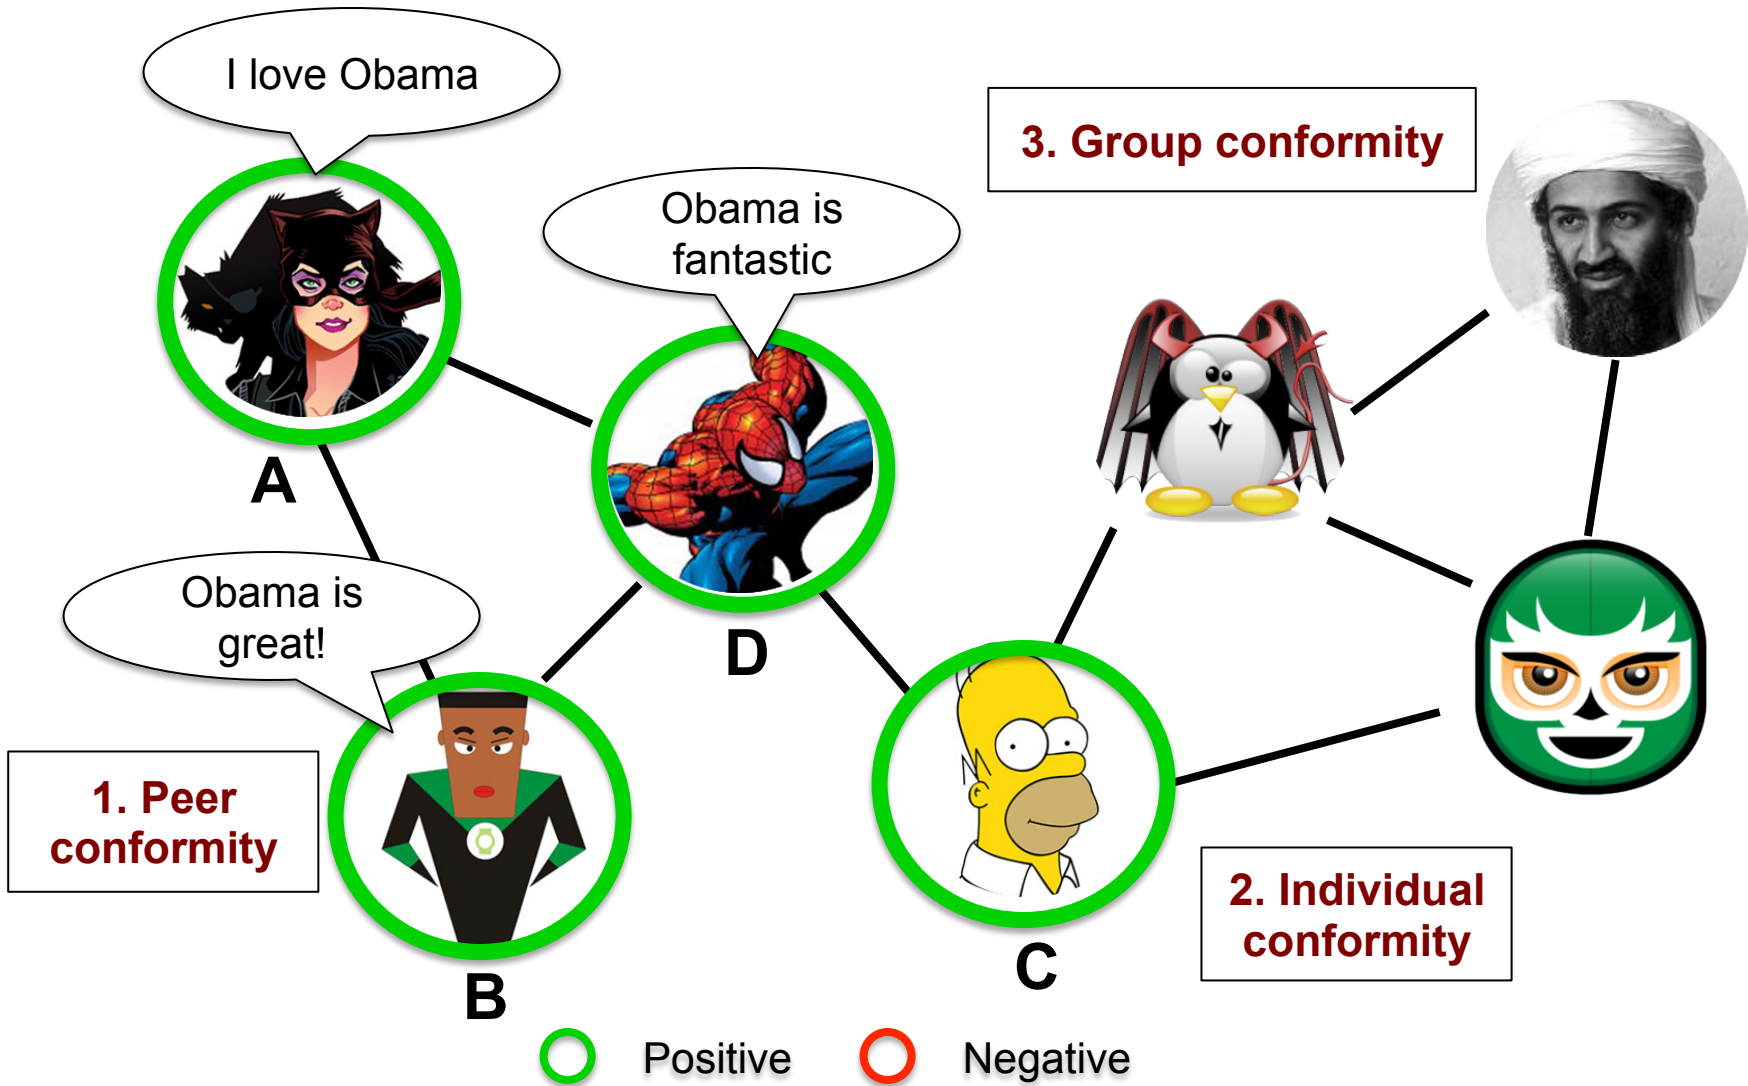 I love Obama
3. Group conformity
Obama is
fantastic
A
Obama is
great!
D
1. Peer
conformity
2. Individual
conformity
C
B
Positive
Negative